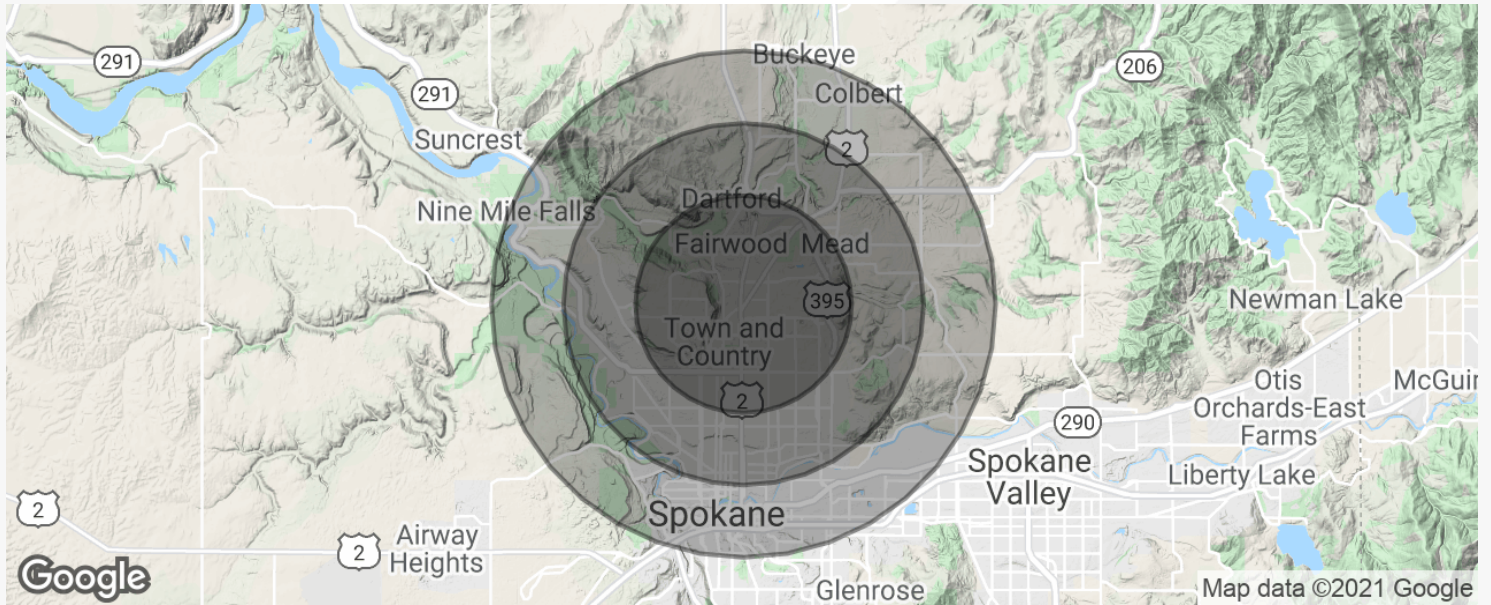 Buckeye
291
206
291
Colbert
Suncrest
2
Dartford
Nine Mile Falls
Fairwood
Mead
395
Newman Lake
Town and
Country
Otis
Orchards-East
Farms
McGuir
2
290
Spokane
Valley
Liberty Lake
2
Spokane
Airway
Heights
2
Google
Glenrose
Map data ©2021 Google